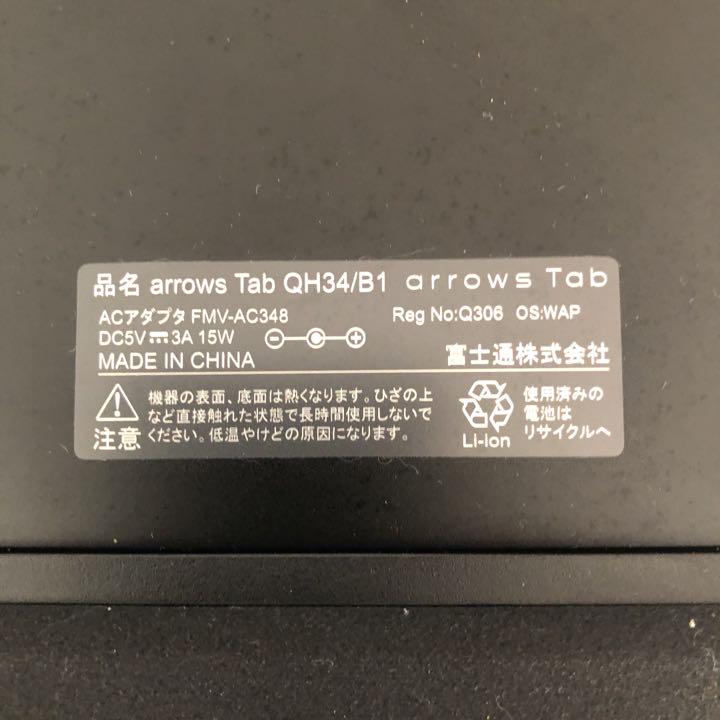 品名 arrows Tab QH34/B1 arrows Tab
ACアダプタ FMV-AC348 Reg No:Q306 OS:WAP
DC5V 3A 15W
MADE IN CHINA 富士通株式会社
機器の表面、底面は熱くなります。ひざの上
など直接触れた状態で長時間使用しないで
ください。低温やけどの原因になります。
注意
使用済みの
電池は
リサイクルへ
Li-ion